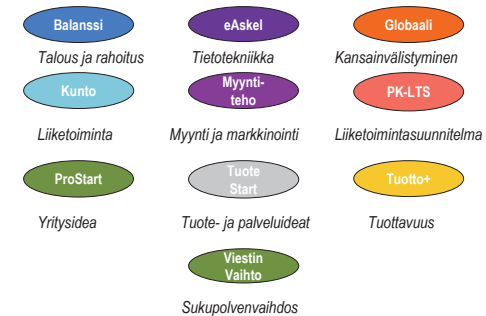 Balanssi
eAskel
Globaali
Talous ja rahoitus
Tietotekniikka
Kansainvälistyminen
Kunto
Myynti-
teho
PK-LTS
Liiketoiminta
Myynti ja markkinointi
Liiketoimintasuunnitelma
ProStart
Tuote
Start
Tuotto+
Yritysidea
Tuote- ja palveluideat
Tuottavuus
Viestin
Vaihto
Sukupolvenvaihdos